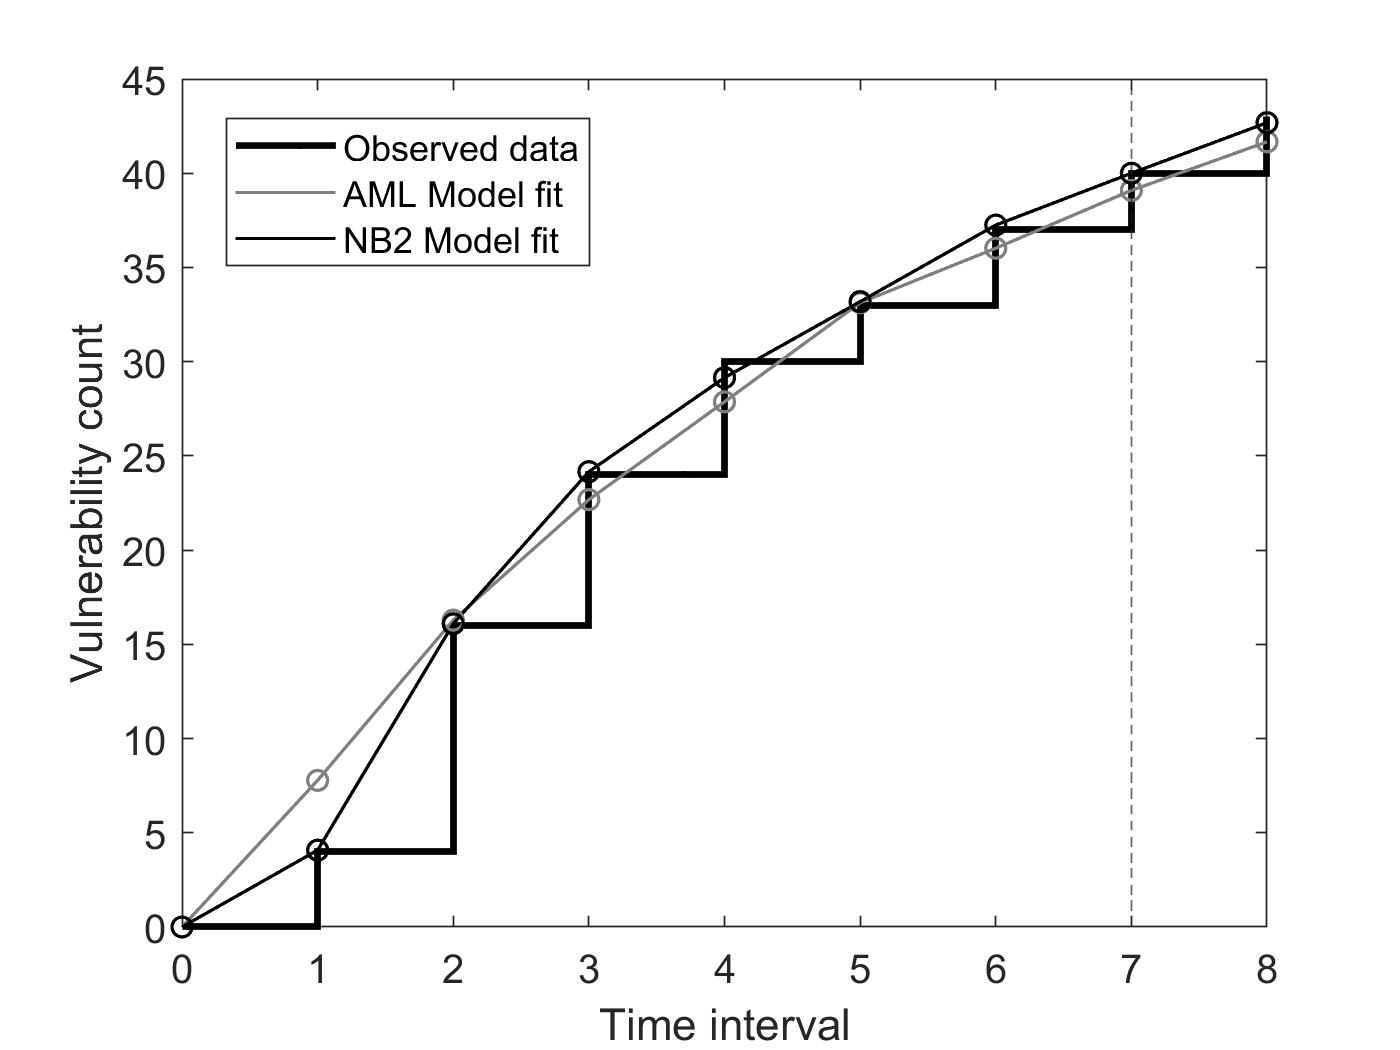 45
40
35
30
25
20
15
10
5
0
Vulnerability count
Observed data
AML Model fit
NB2 Model fit
0 1 2 3 4 5 6 7 8
Time interval